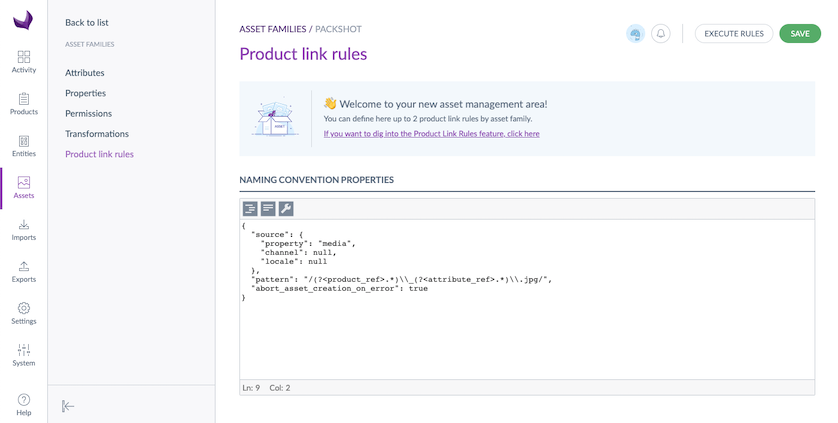 Back to list
ASSET FAMILIES
Attributes
Properties
Permissions
Transformations
Product link rules
Activity
Products
Entities
Assets
Imports
Exports
Settings
System
Help
ASSET FAMILIES / PACKSHOT
EXECUTE RULES
SAVE
Product link rules
ASSET
👋 Welcome to your new asset management area!
You can define here up to 2 product link rules by asset family.
If you want to dig into the Product Link Rules feature, click here
NAMING CONVENTION PROPERTIES
{
  "source": {
    "property": "media",
    "channel": null,
    "locale": null
  },
  "pattern": "/(?<product_ref>.*)\\_(?<attribute_ref>.*)\\.jpg/",
  "abort_asset_creation_on_error": true
}
Ln: 9 Col: 2